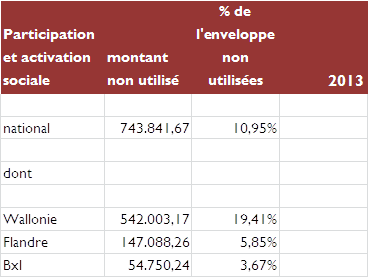 Participation et activation sociale | montant non utilisé | % de l'enveloppe non utilisées | 2013
national | 743.841,67 | 10,95%
dont
Wallonie | 542.003,17 | 19,41%
Flandre | 147.088,26 | 5,85%
Bxl | 54.750,24 | 3,67%